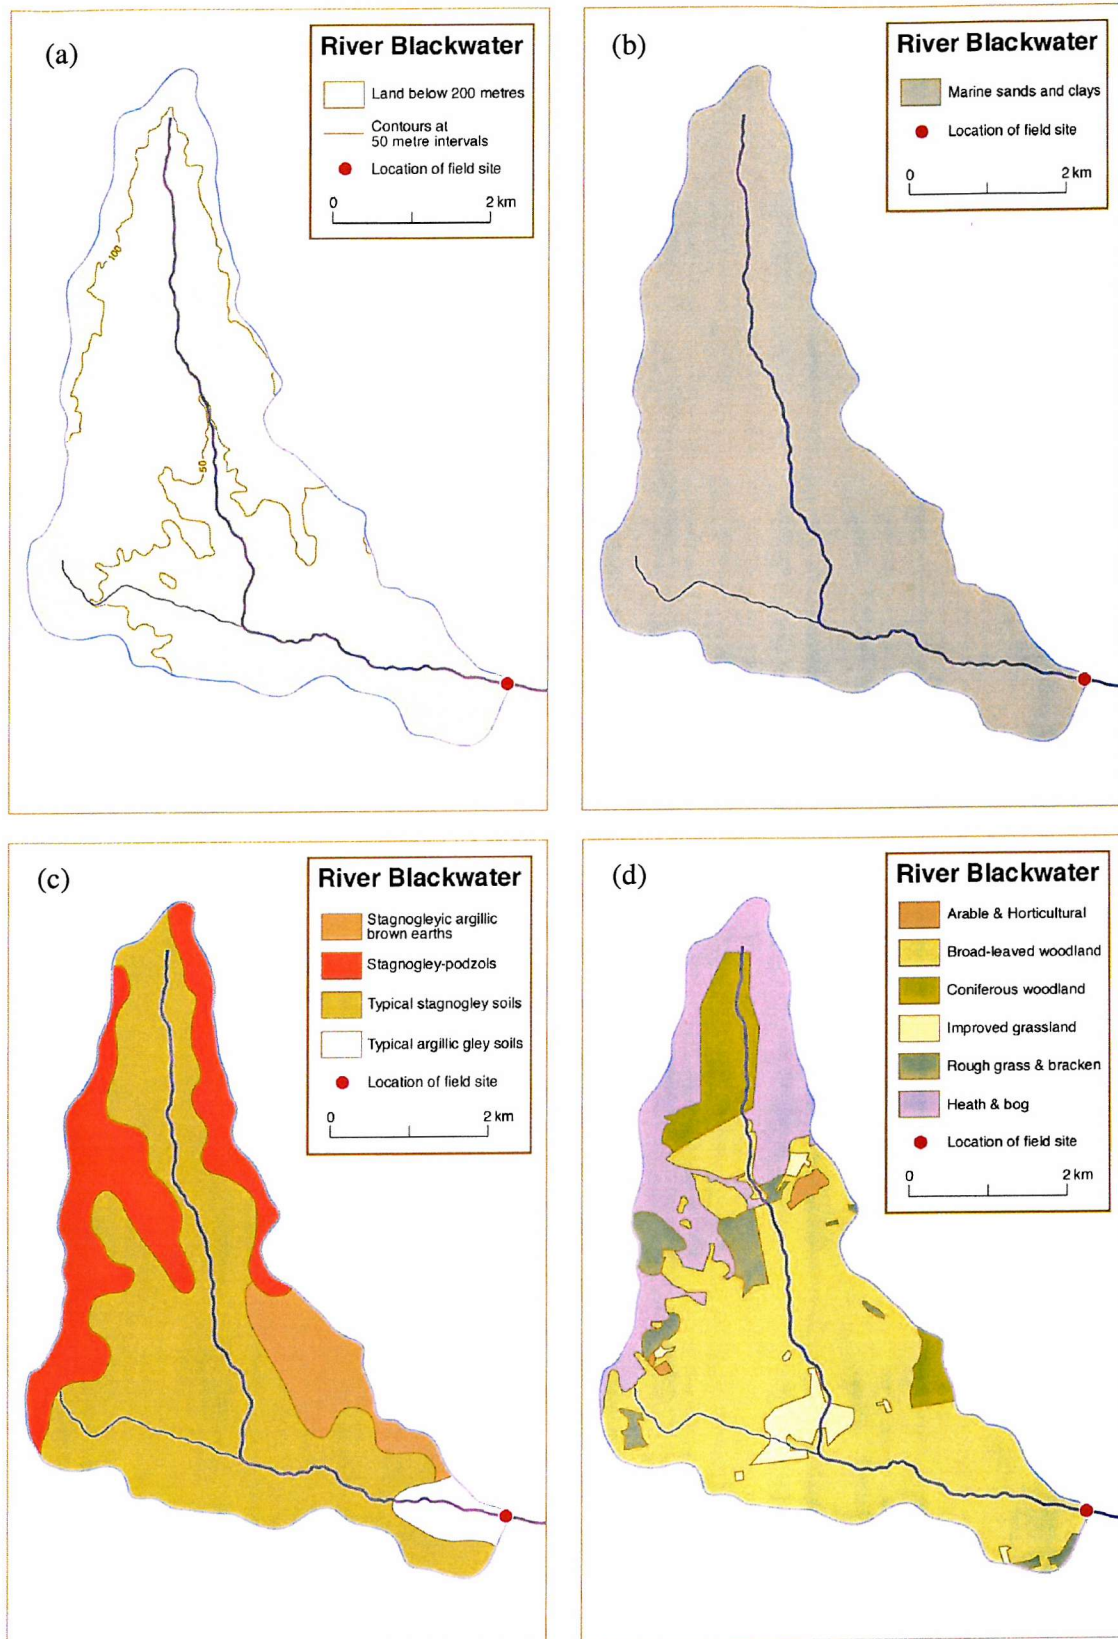 (a)
River Blackwater
Land below 200 metres
Contours at
50 metre intervals
Location of field site
0 2 km
100
50
(b)
River Blackwater
Marine sands and clays
Location of field site
0 2 km
(c)
River Blackwater
Stagnogleyic argillic
brown earths
Stagnogley-podzols
Typical stagnogley soils
Typical argillic gley soils
Location of field site
0 2 km
(d)
River Blackwater
Arable & Horticultural
Broad-leaved woodland
Coniferous woodland
Improved grassland
Rough grass & bracken
Heath & bog
Location of field site
0 2 km